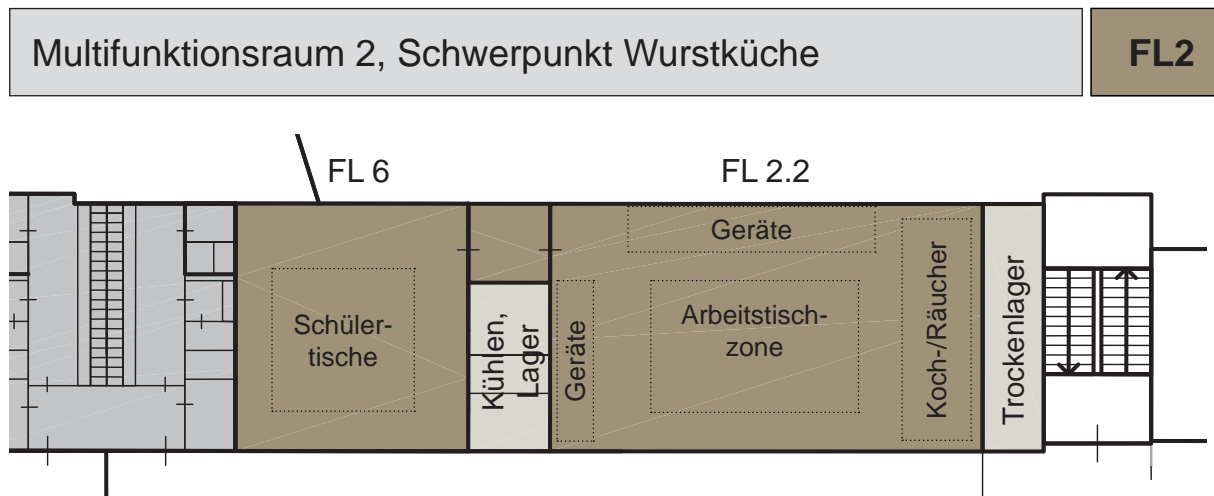 Multifunktionsraum 2, Schwerpunkt Wurstküche
FL2
FL 6
FL 2.2
Schüler-
tische
Kühlen,
Lager
Geräte
Geräte
Arbeitstisch-
zone
Koch-/Räucher
Trockenlager